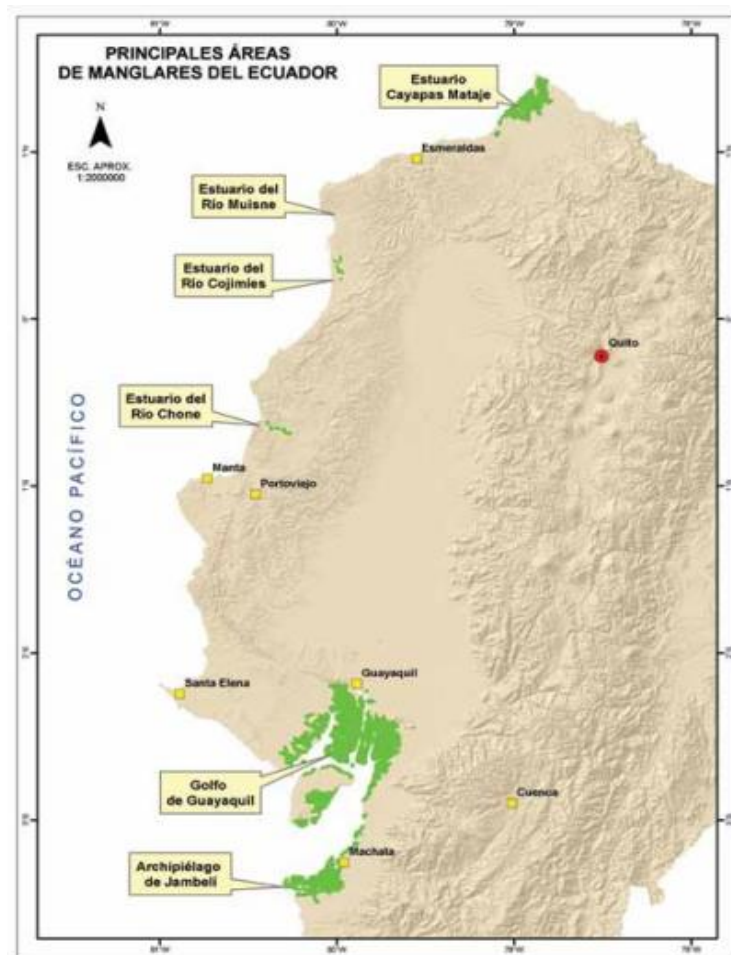 PRINCIPALES ÁREAS
DE MANGLARES DEL ECUADOR
N
ESC. APROX.
1:2000000
Estuario
Cayapas Mataje
Esmeraldas
Estuario del
Río Muisne
Estuario del
Río Cojimies
Quito
Estuario del
Río Chone
OCÉANO PACÍFICO
Manta
Portoviejo
Santa Elena
Guayaquil
Golfo
de Guayaquil
Cuenca
Machala
Archipiélago
de Jambelí